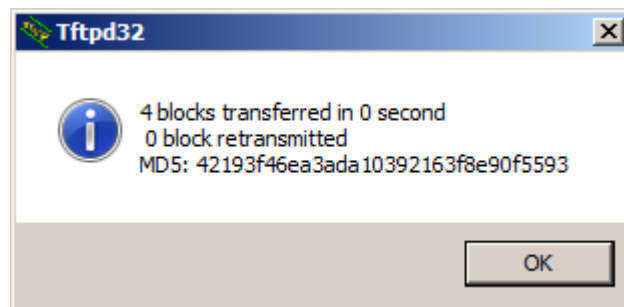 Tftpd32
4 blocks transferred in 0 second
0 block retransmitted
MD5: 42193f46ea3ada10392163f8e90f5593
OK